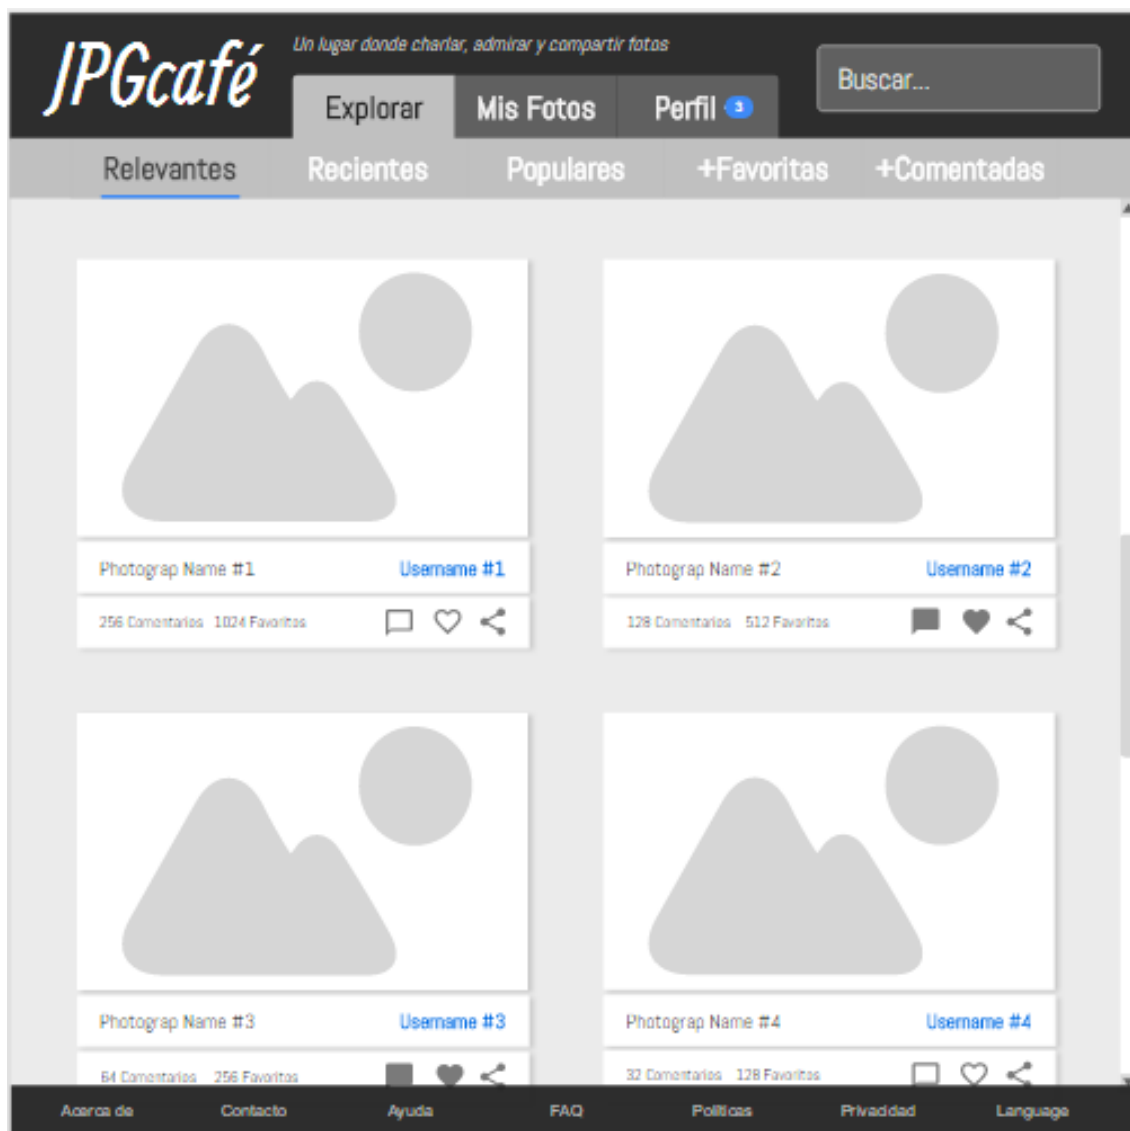 JPGcafé
Un lugar donde charlar, admirar y compartir fotos
Buscar...
Explorar Mis Fotos Perfil 3
Relevantes Recientes Populares +Favoritas +Comentadas
Photograp Name #1 Username #1
256 Comentarios 1024 Favoritos
Photograp Name #2 Username #2
128 Comentarios 512 Favoritos
Photograp Name #3 Username #3
64 Comentarios 256 Favoritos
Photograp Name #4 Username #4
32 Comentarios 128 Favoritos
Acerca de Contacto Ayuda FAQ Políticas Privacidad Language